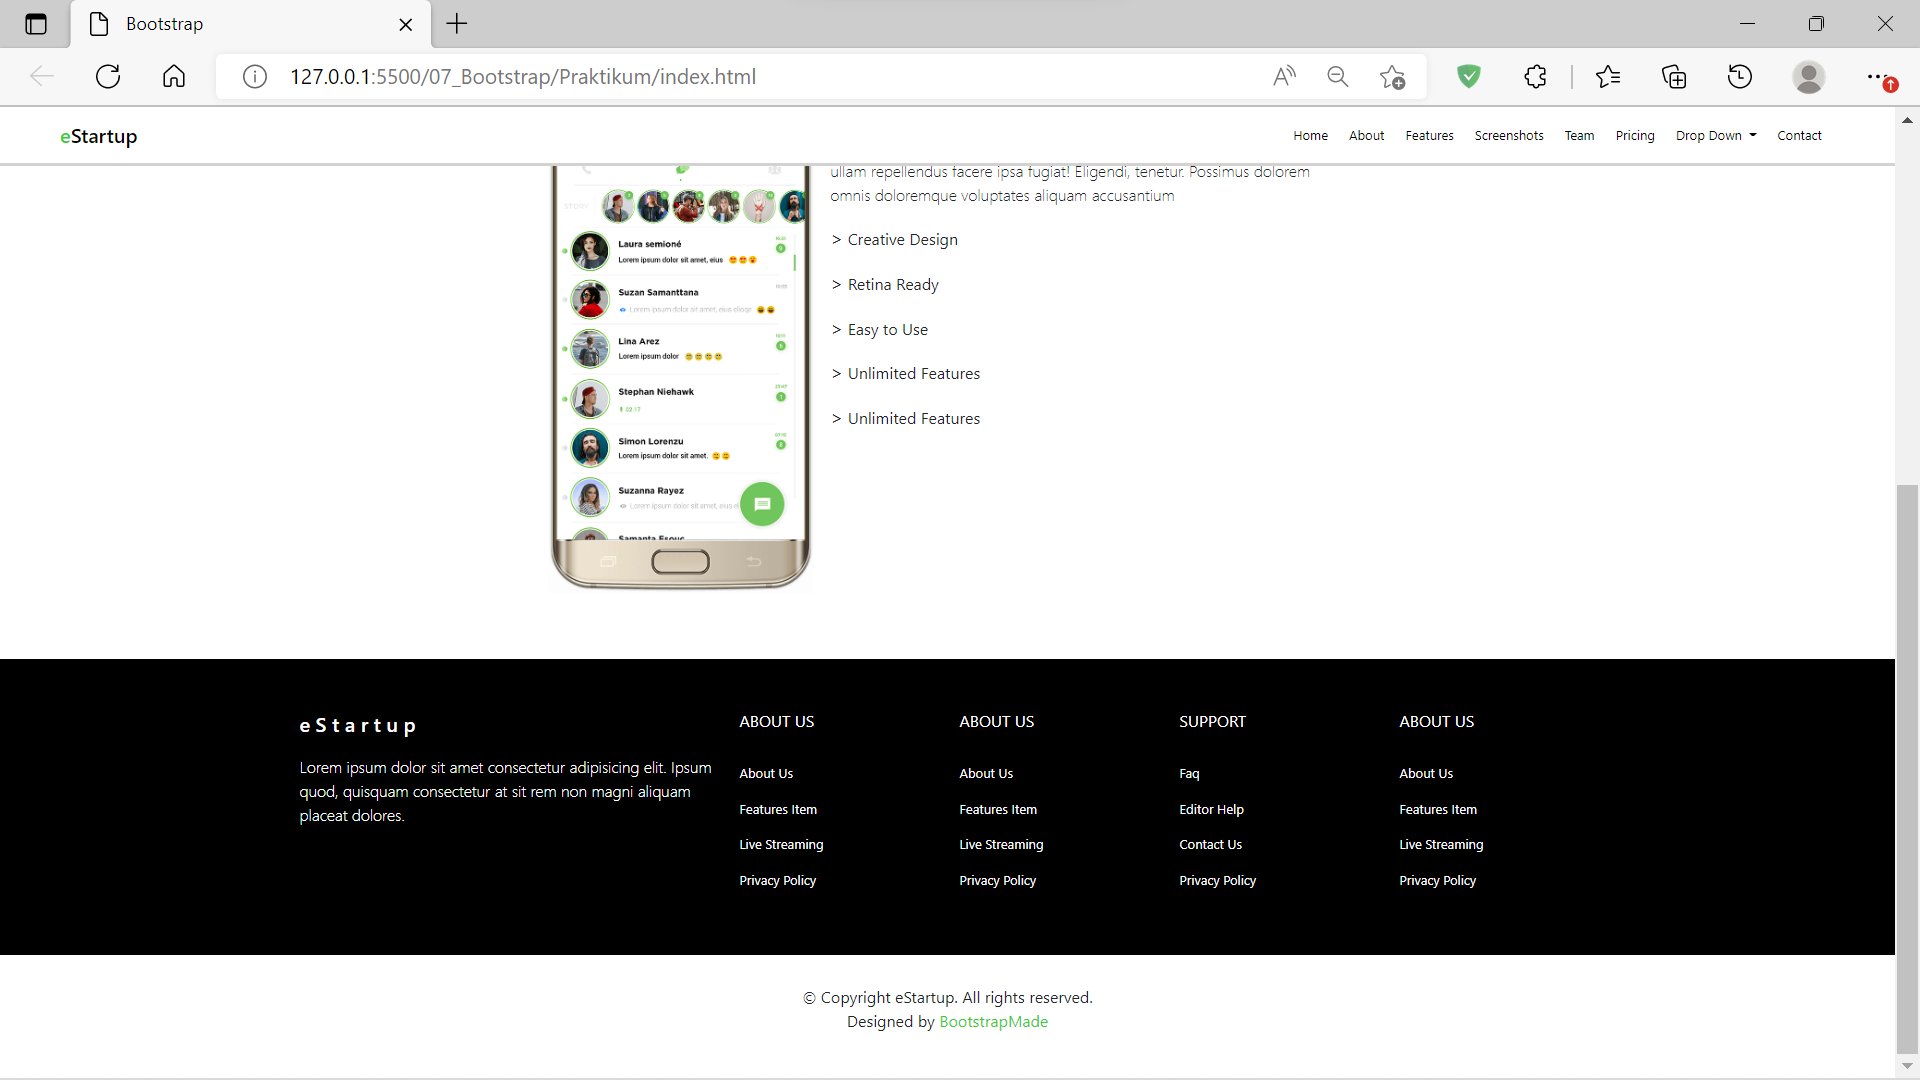 Bootstrap
127.0.0.1:5500/07_Bootstrap/Praktikum/index.html
eStartup
Home About Features Screenshots Team Pricing Drop Down Contact
ullam repellendus facere ipsa fugiat! Eligendi, tenetur. Possimus dolorem
omnis doloremque voluptates aliquam accusantium
> Creative Design
> Retina Ready
> Easy to Use
> Unlimited Features
> Unlimited Features
STORY
Laura semioné
Lorem ipsum dolor sit amet, eius
Suzan Samanttana
Lorem ipsum dolor sit amet, eius
Lina Arez
Lorem ipsum dolor
Stephan Niehawk
02:17
Simon Lorenzu
Lorem ipsum dolor sit amet.
Suzanna Rayez
Lorem ipsum dolor sit amet, eius
eStartup
Lorem ipsum dolor sit amet consectetur adipisicing elit. Ipsum
quod, quisquam consectetur at sit rem non magni aliquam
placeat dolores.
ABOUT US
About Us
Features Item
Live Streaming
Privacy Policy
ABOUT US
About Us
Features Item
Live Streaming
Privacy Policy
SUPPORT
Faq
Editor Help
Contact Us
Privacy Policy
ABOUT US
About Us
Features Item
Live Streaming
Privacy Policy
© Copyright eStartup. All rights reserved.
Designed by BootstrapMade